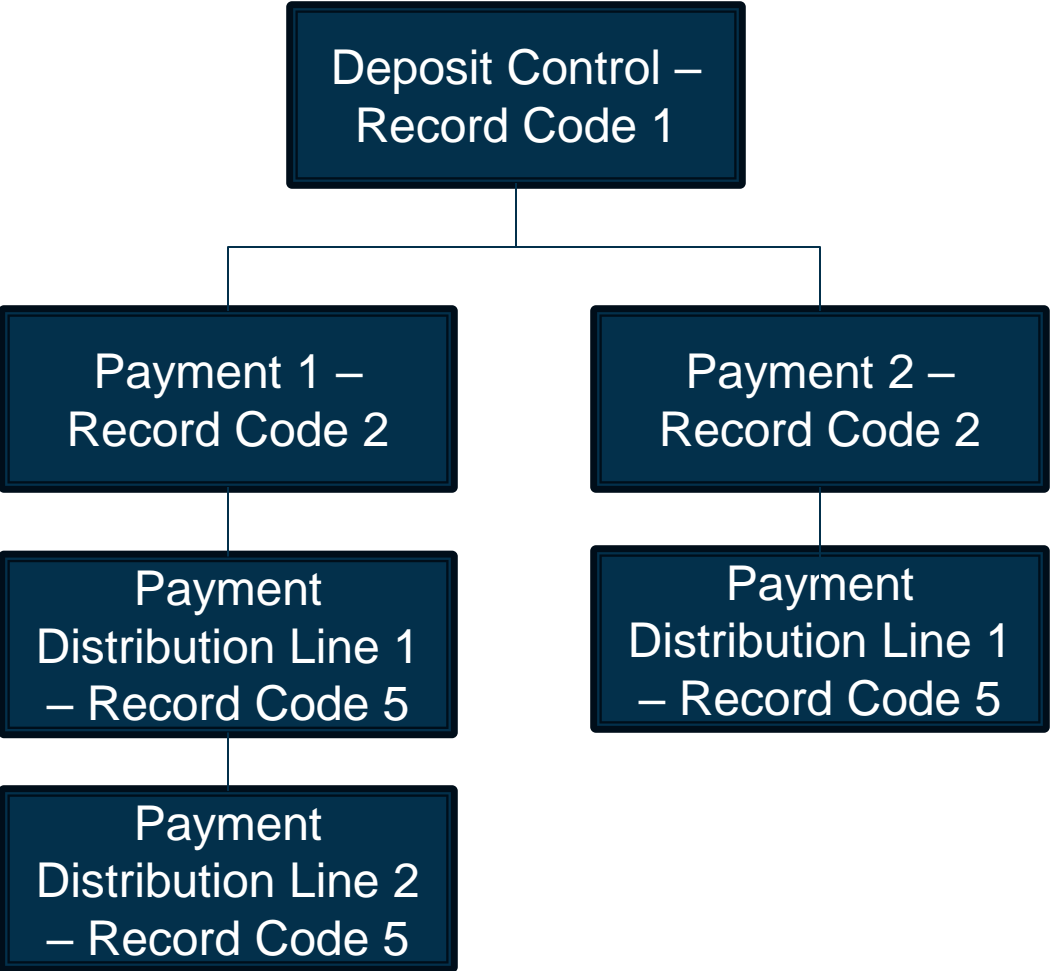 Deposit Control –
Record Code 1
Payment 1 –
Record Code 2
Payment 2 –
Record Code 2
Payment
Distribution Line 1
– Record Code 5
Payment
Distribution Line 1
– Record Code 5
Payment
Distribution Line 2
– Record Code 5